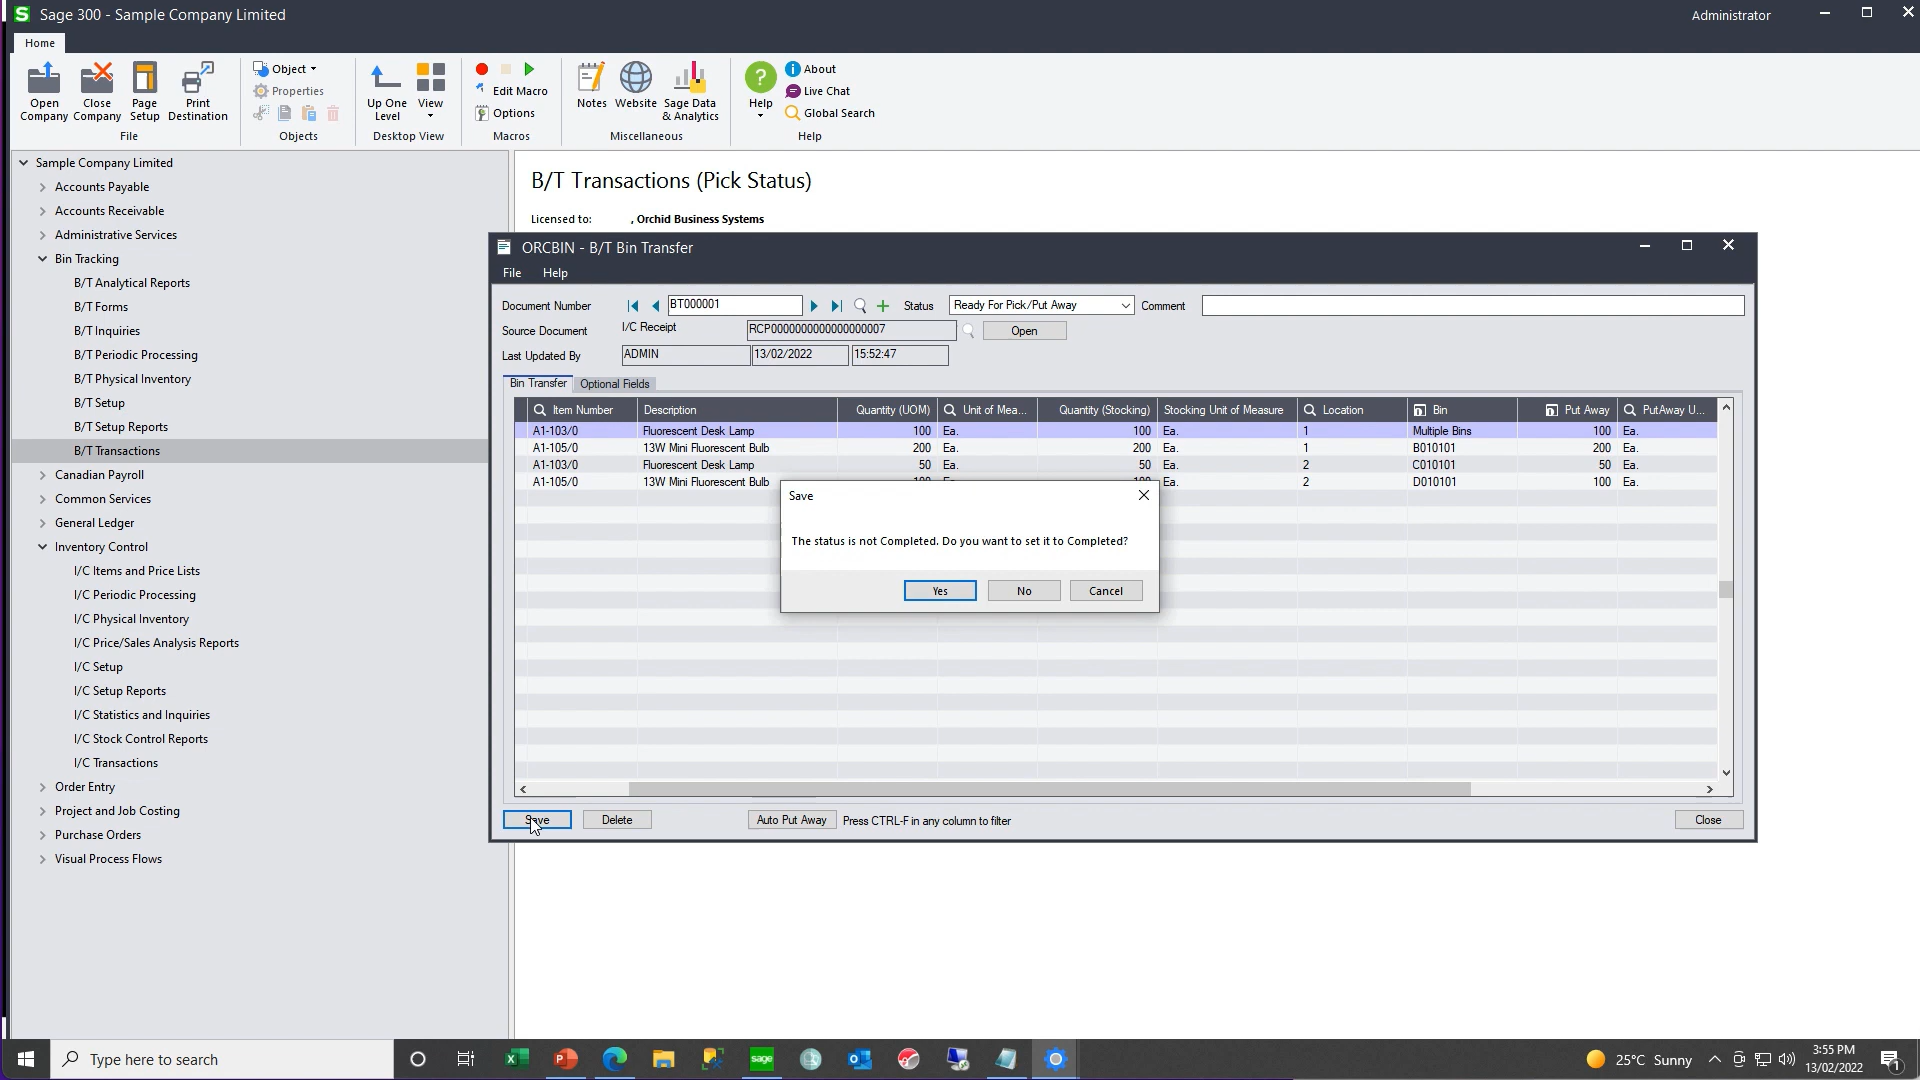 Sage 300 - Sample Company Limited
Administrator
Home
Open Company
Close Company
Page Setup
Print Destination
File
Object
Properties
Objects
Up One Level
View
Desktop View
Edit Macro
Options
Macros
Notes
Website
Sage Data & Analytics
Miscellaneous
Help
About
Live Chat
Global Search
Help
Sample Company Limited
Accounts Payable
Accounts Receivable
Administrative Services
Bin Tracking
B/T Analytical Reports
B/T Forms
B/T Inquiries
B/T Periodic Processing
B/T Physical Inventory
B/T Setup
B/T Setup Reports
B/T Transactions
Canadian Payroll
Common Services
General Ledger
Inventory Control
I/C Items and Price Lists
I/C Periodic Processing
I/C Physical Inventory
I/C Price/Sales Analysis Reports
I/C Setup
I/C Setup Reports
I/C Statistics and Inquiries
I/C Stock Control Reports
I/C Transactions
Order Entry
Project and Job Costing
Purchase Orders
Visual Process Flows
B/T Transactions (Pick Status)
Licensed to: , Orchid Business Systems
ORCBIN - B/T Bin Transfer
File Help
Document Number BT000001 Status Ready For Pick/Put Away Comment
Source Document I/C Receipt Open
Last Updated By ADMIN 13/02/2022 15:52:47
Bin Transfer Optional Fields
Item Number Description Quantity (UOM) Unit of Mea... Quantity (Stocking) Stocking Unit of Measure Location Bin Put Away PutAway U...
A1-103/0 Fluorescent Desk Lamp 100 Ea. 100 Ea. 1 Multiple Bins 100 Ea.
A1-105/0 13W Mini Fluorescent Bulb 200 Ea. 200 Ea. 1 B010101 200 Ea.
A1-103/0 Fluorescent Desk Lamp 50 Ea. 50 Ea. 2 C010101 50 Ea.
A1-105/0 13W Mini Fluorescent Bulb Ea. 2 D010101 100 Ea.
Save
The status is not Completed. Do you want to set it to Completed?
Yes No Cancel
Save Delete Auto Put Away Press CTRL-F in any column to filter Close
Type here to search
sage
25°C Sunny
3:55 PM
13/02/2022
1